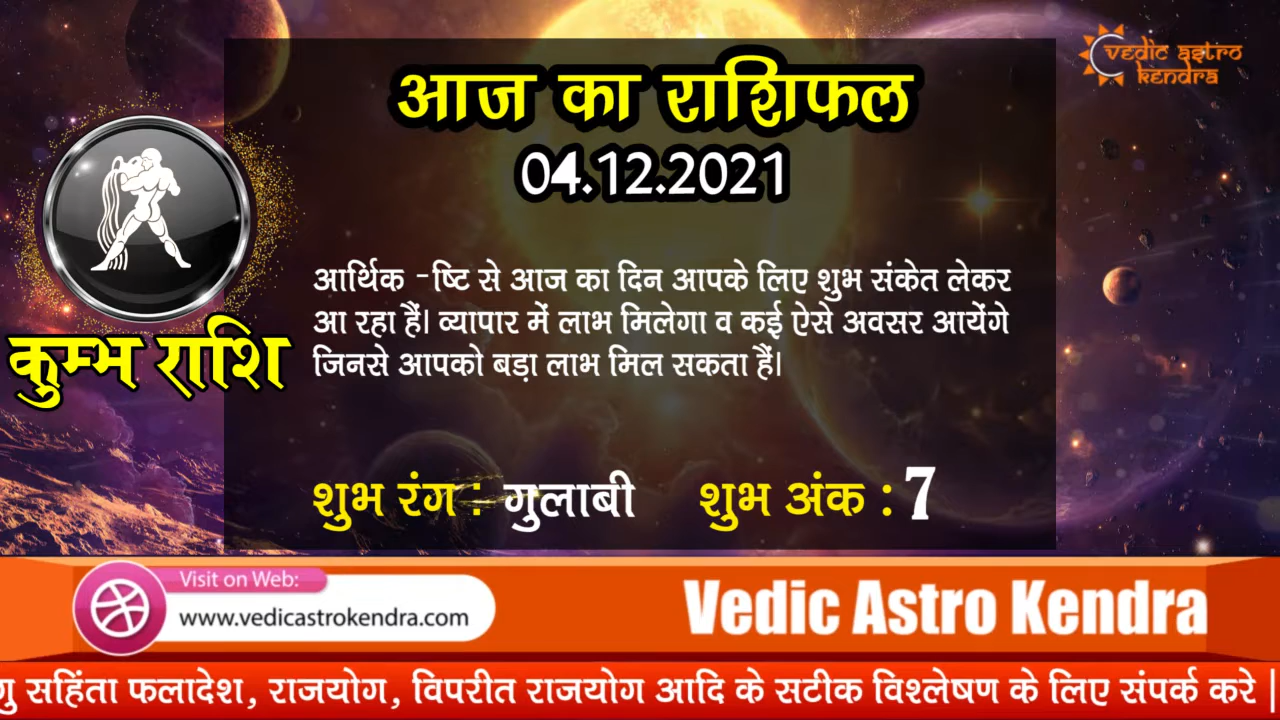 vedic astro
kendra
आज का राशिफल
04.12.2021
कुम्भ राशि
आर्थिक -ष्टि से आज का दिन आपके लिए शुभ संकेत लेकर
आ रहा हैं। व्यापार में लाभ मिलेगा व कई ऐसे अवसर आयेंगे
जिनसे आपको बड़ा लाभ मिल सकता हैं।
शुभ रंग : गुलाबी शुभ अंक : 7
Visit on Web:
www.vedicastrokendra.com
Vedic Astro Kendra
गु सहिंता फलादेश, राजयोग, विपरीत राजयोग आदि के सटीक विश्लेषण के लिए संपर्क करे |